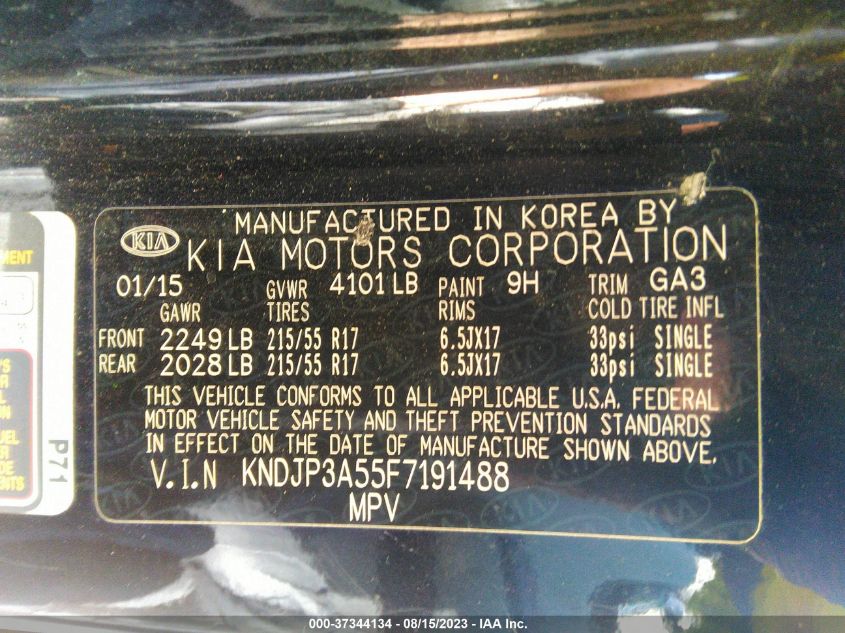 MANUFACTURED IN KOREA BY
KIA KIA MOTORS CORPORATION
01/15 GVWR 4101 LB PAINT 9H TRIM GA3
GAWR TIRES RIMS COLD TIRE INFL
FRONT 2249 LB 215/55 R17 6.5JX17 33psi SINGLE
REAR 2028 LB 215/55 R17 6.5JX17 33psi SINGLE
THIS VEHICLE CONFORMS TO ALL APPLICABLE U.S.A. FEDERAL
MOTOR VEHICLE SAFETY AND THEFT PREVENTION STANDARDS
IN EFFECT ON THE DATE OF MANUFACTURE SHOWN ABOVE.
V.I.N KNDJP3A55F7191488
MPV
P71
000-37344134 - 08/15/2023 - IAA Inc.